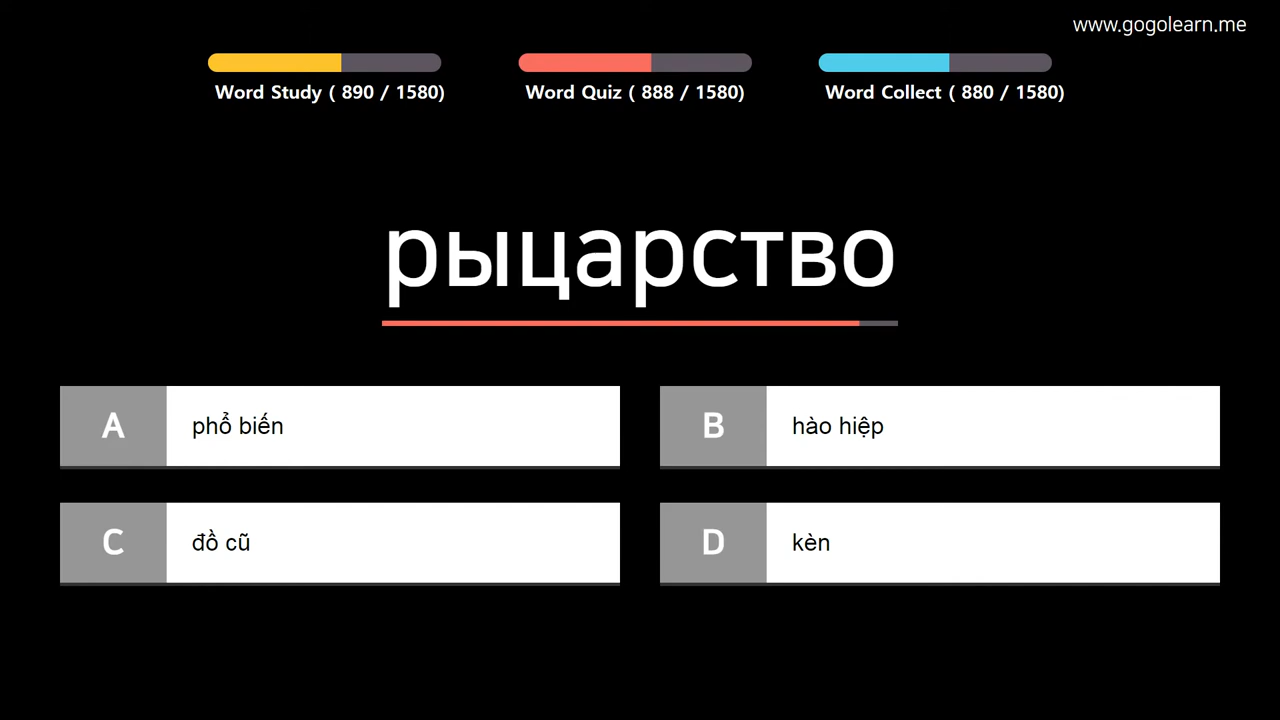 www.gogolearn.me
Word Study ( 890 / 1580)
Word Quiz ( 888 / 1580)
Word Collect ( 880 / 1580)
рыцарство
A phổ biến
B hào hiệp
C đồ cũ
D kèn